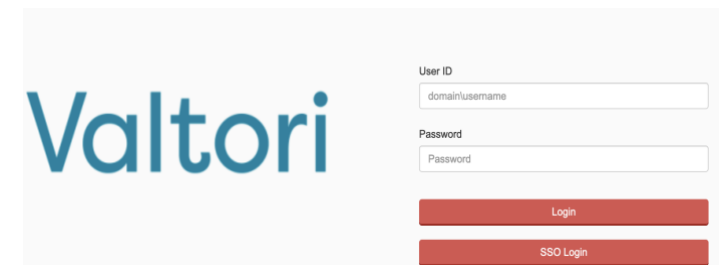 Valtori
User ID
domain\username
Password
Password
Login
SSO Login